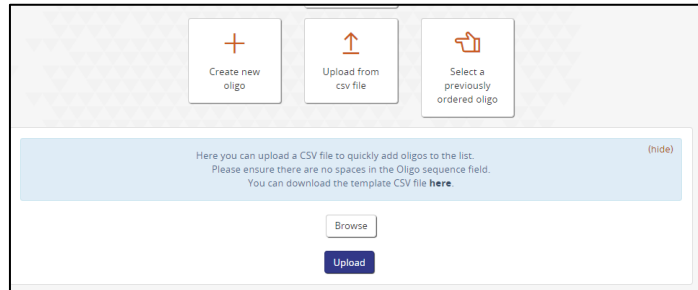 Create new
oligo
Upload from
csv file
Select a
previously
ordered oligo
(hide)
Here you can upload a CSV file to quickly add oligos to the list.
Please ensure there are no spaces in the Oligo sequence field.
You can download the template CSV file here.
Browse
Upload